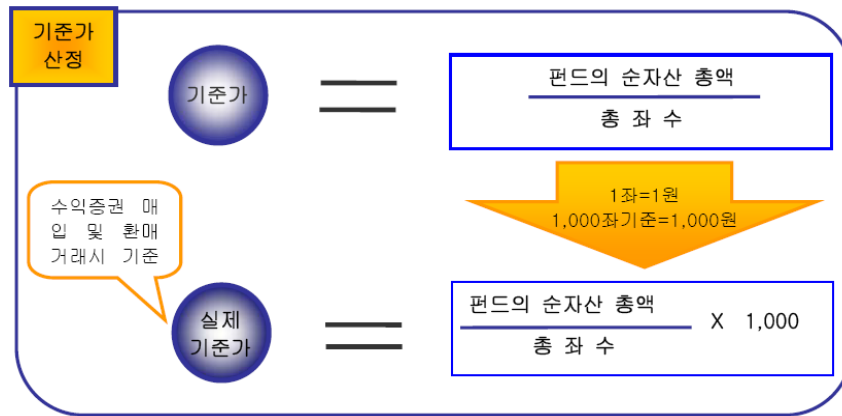 기준가
산정
기준가
펀드의 순자산 총액
총 좌 수
1좌=1원
1,000좌기준=1,000원
수익증권 매
입 및 환매
거래시 기준
실제
기준가
펀드의 순자산 총액
X 1,000
총 좌 수